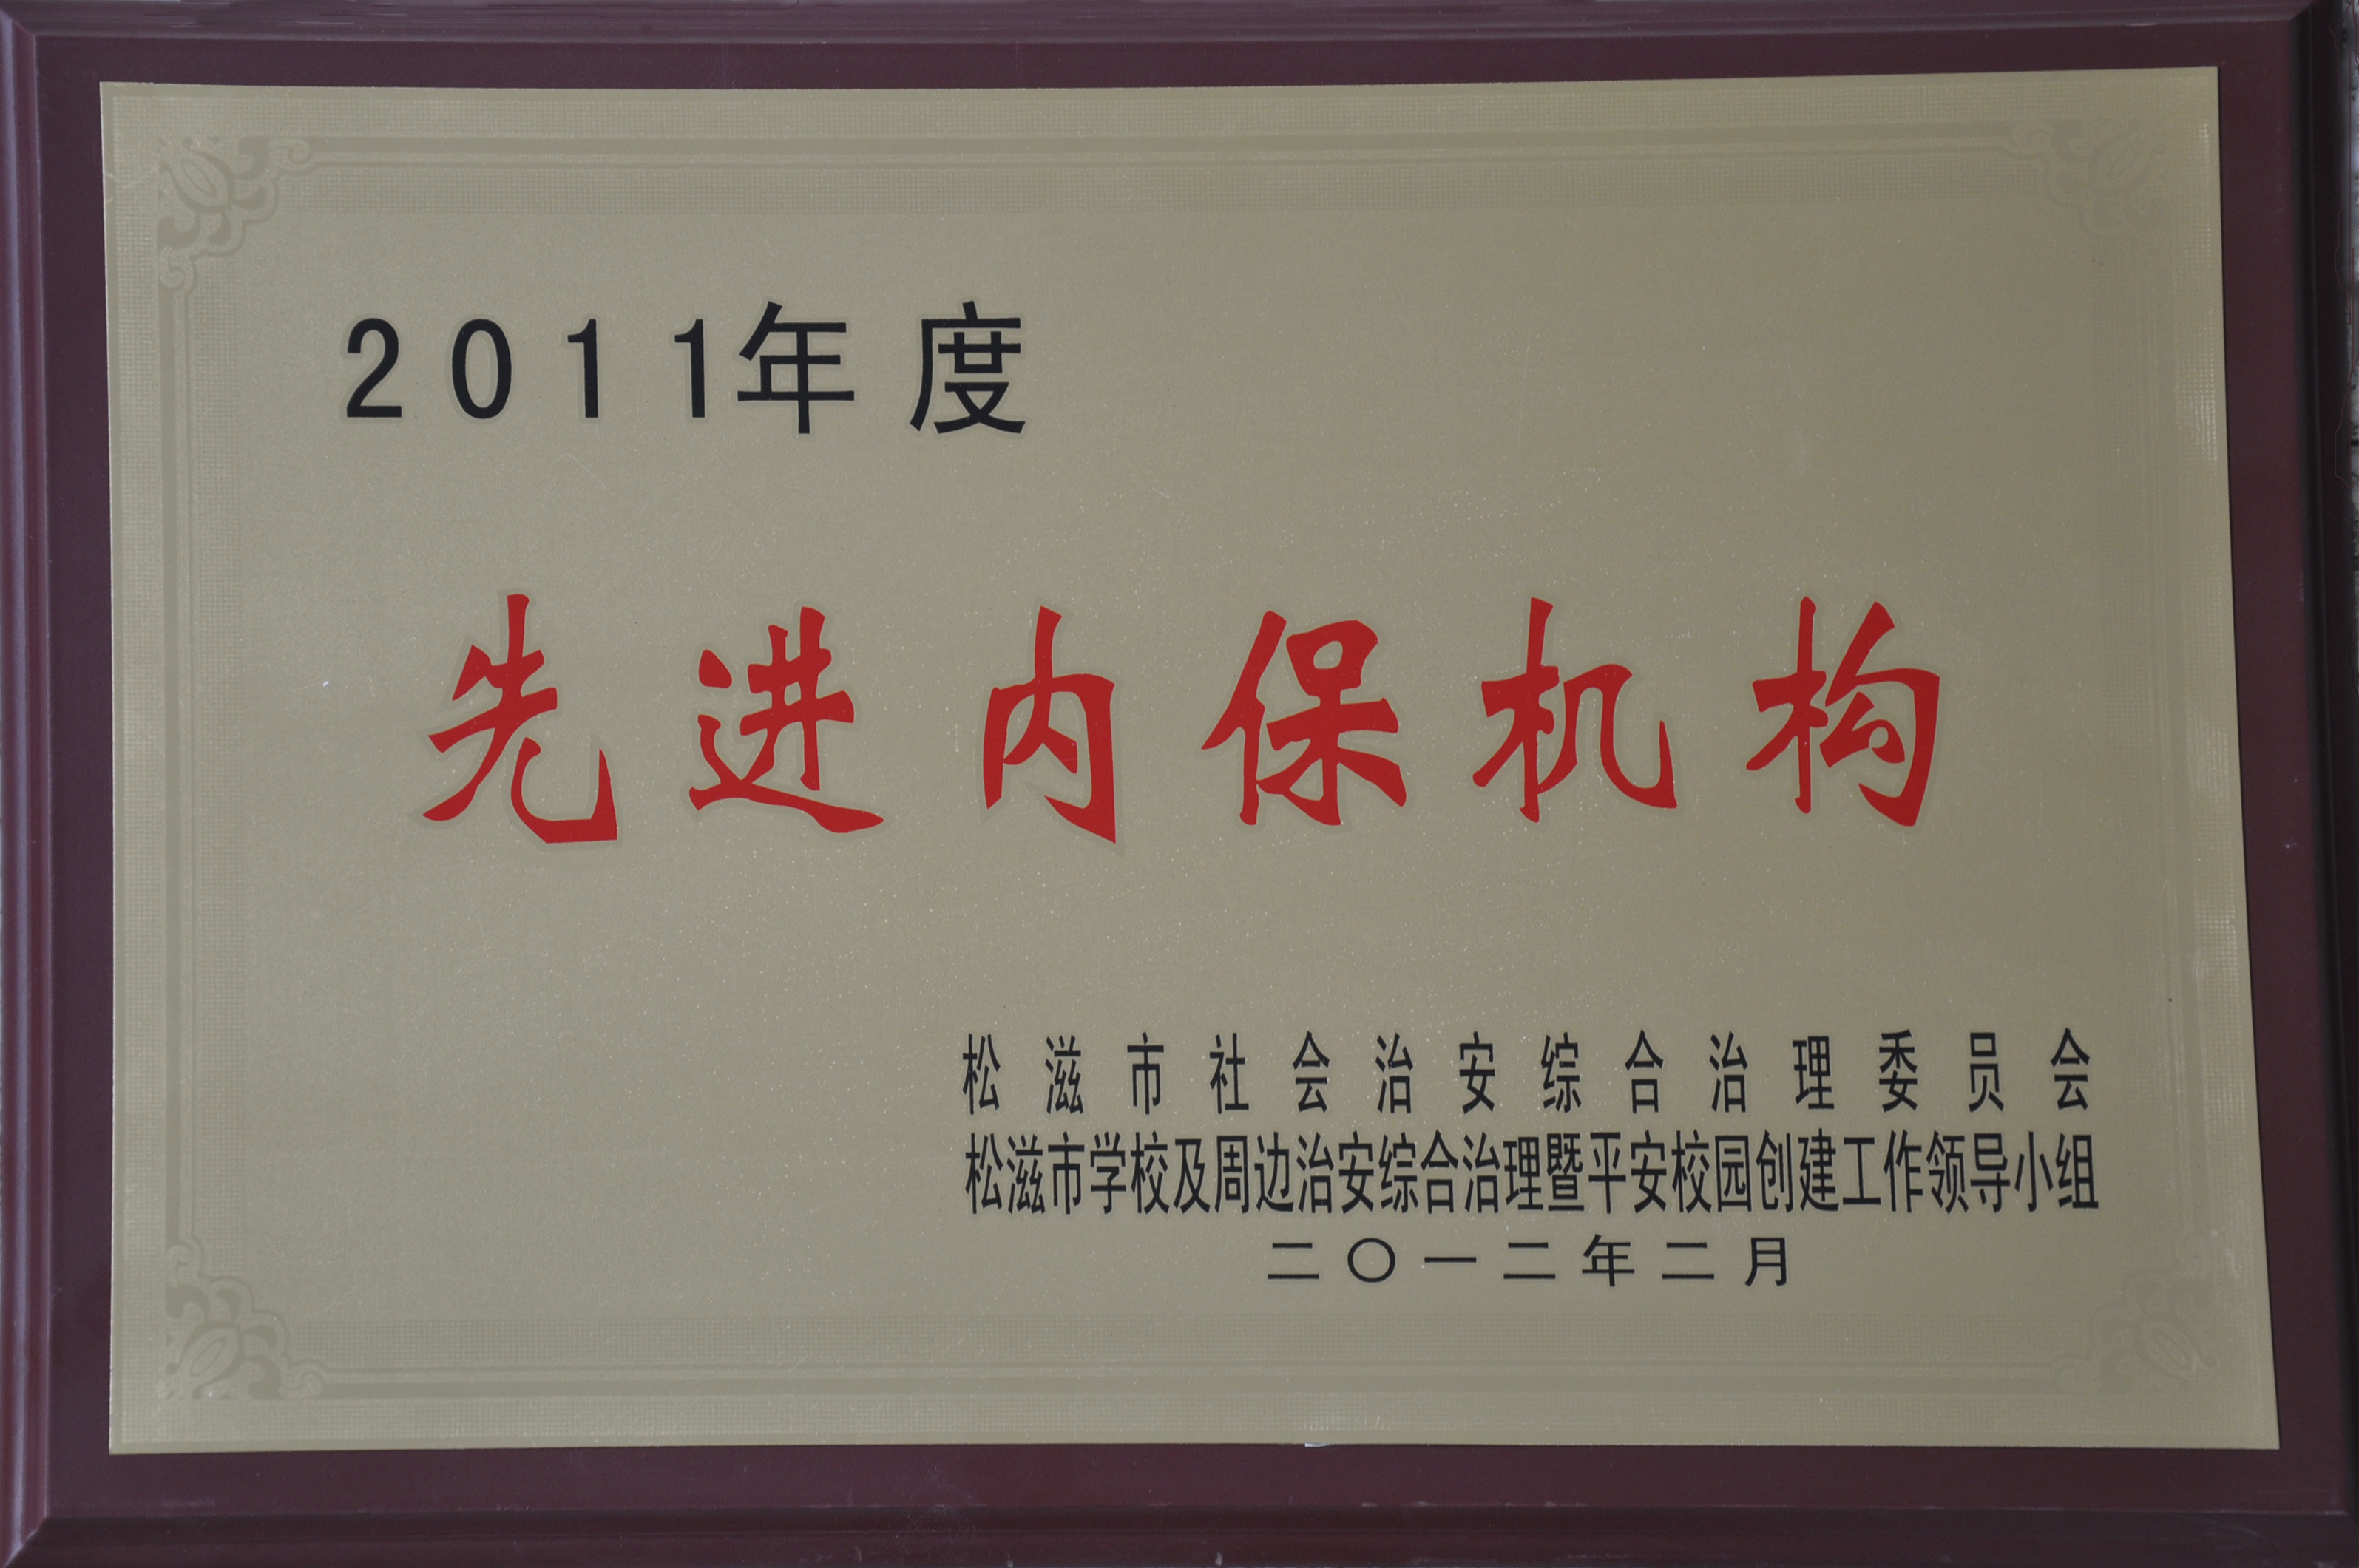 2011年度
先进内保机构
松滋市社会治安综合治理委员会
松滋市学校及周边治安综合治理暨平安校园创建工作领导小组
二〇一二年二月